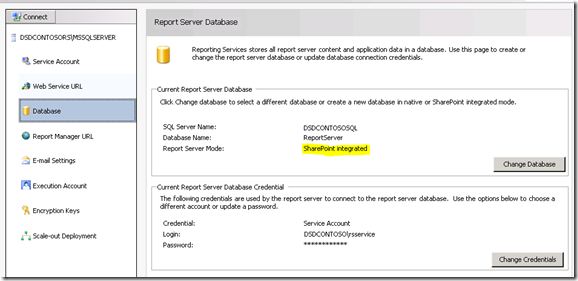 Connect
DSDCONTOSORS\MSSQLSERVER
Service Account
Web Service URL
Database
Report Manager URL
E-mail Settings
Execution Account
Encryption Keys
Scale-out Deployment
Report Server Database
Reporting Services stores all report server content and application data in a database. Use this page to create or
change the report server database or update database connection credentials.
Current Report Server Database
Click Change database to select a different database or create a new database in native or SharePoint integrated mode.
SQL Server Name: DSDCONTOSOSQL
Database Name: ReportServer
Report Server Mode: SharePoint integrated
Change Database
Current Report Server Database Credential
The following credentials are used by the report server to connect to the report server database. Use the options below to choose a
different account or update a password.
Credential: Service Account
Login: DSDCONTOSO\rsservice
Password: ************
Change Credentials